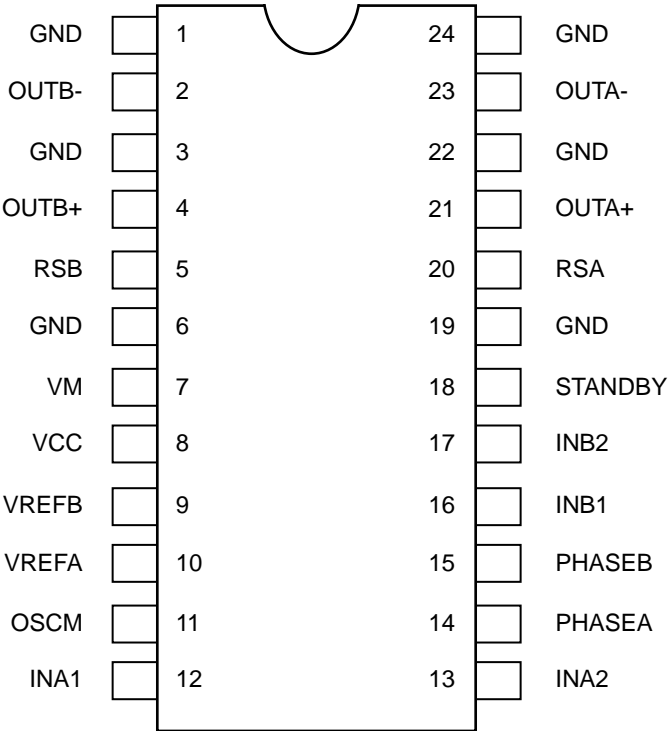 GND 1 24 GND
OUTB- 2 23 OUTA-
GND 3 22 GND
OUTB+ 4 21 OUTA+
RSB 5 20 RSA
GND 6 19 GND
VM 7 18 STANDBY
VCC 8 17 INB2
VREFB 9 16 INB1
VREFA 10 15 PHASEB
OSCM 11 14 PHASEA
INA1 12 13 INA2